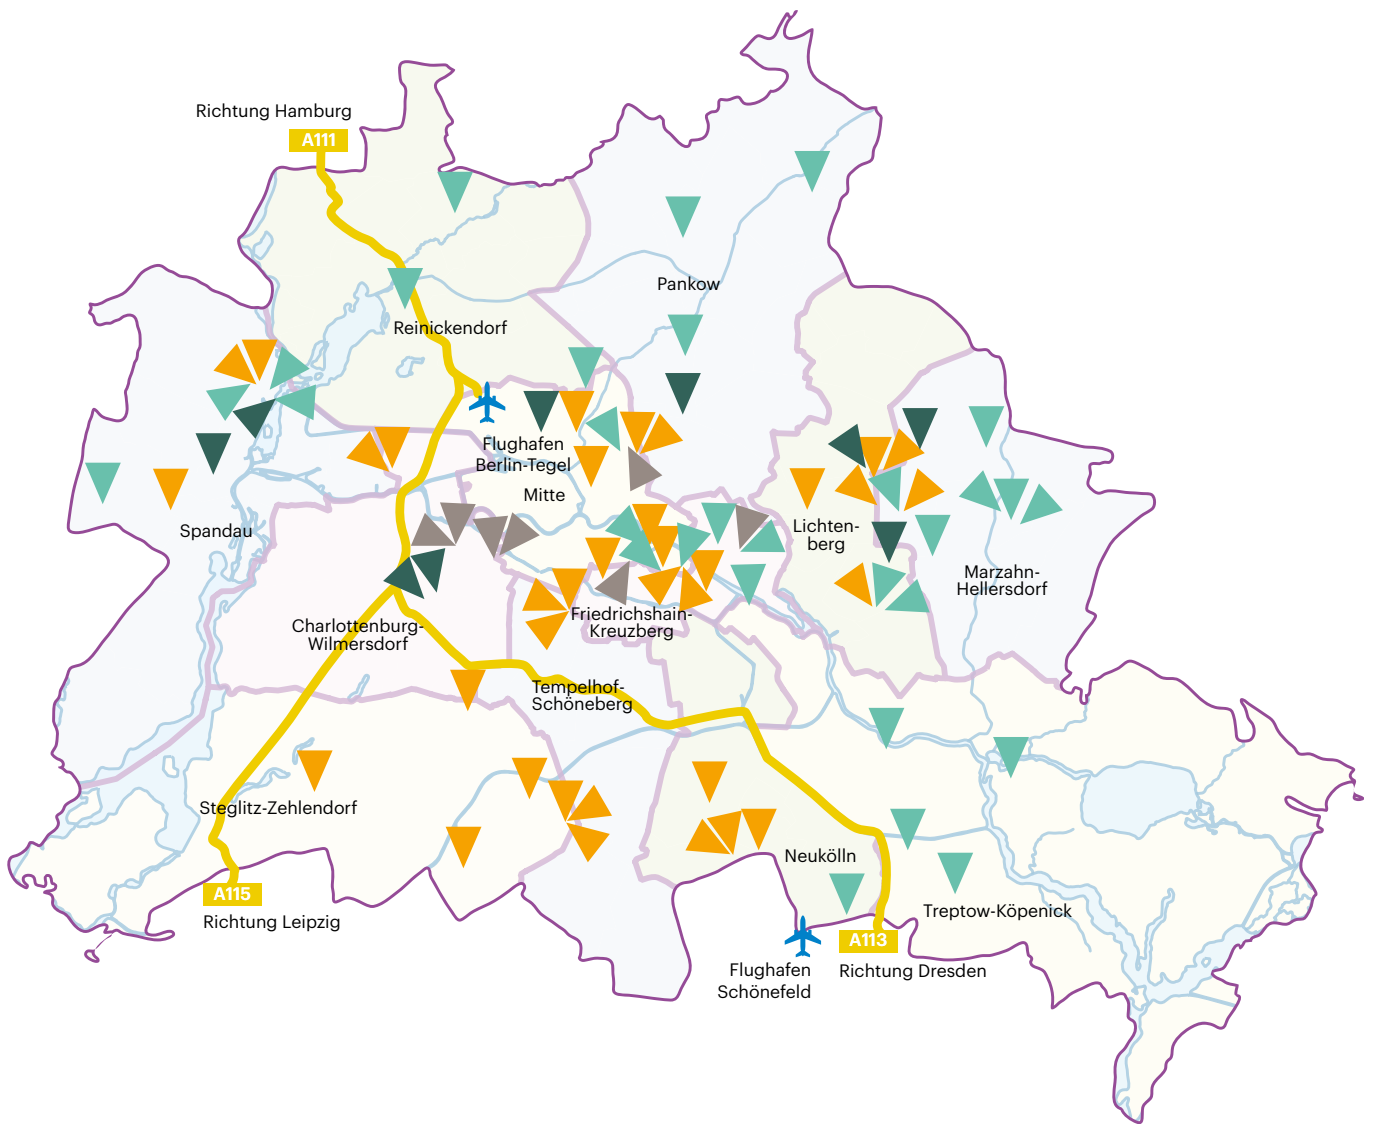 Richtung Hamburg
A111
Pankow
Reinickendorf
Flughafen
Berlin-Tegel
Mitte
Spandau
Lichten-
berg
Marzahn-
Hellersdorf
Charlottenburg-
Wilmersdorf
Friedrichshain-
Kreuzberg
Tempelhof-
Schöneberg
Steglitz-Zehlendorf
Neukölln
A115
Richtung Leipzig
Treptow-Köpenick
A113
Flughafen
Schönefeld
Richtung Dresden